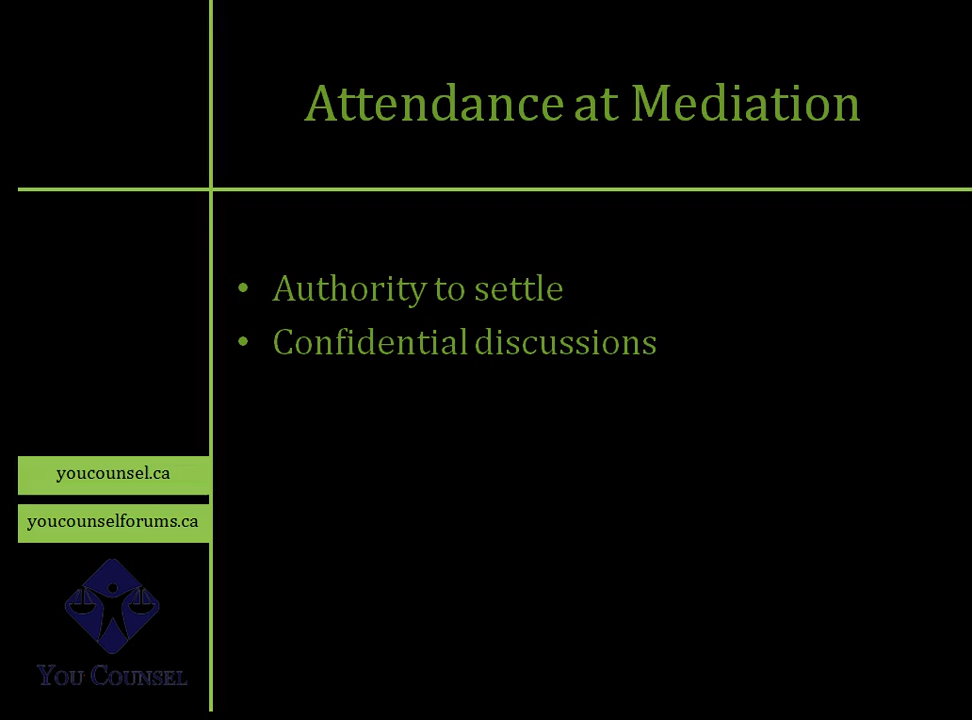 Attendance at Mediation
• Authority to settle
• Confidential discussions
youcounsel.ca
youcounselforums.ca
YOU COUNSEL